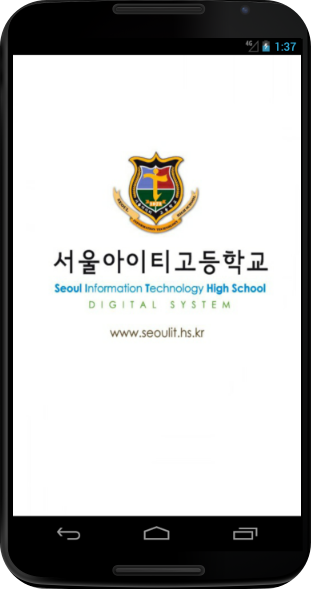 4G 1:37
서울아이티고등학교
Seoul Information Technology High School
DIGITAL SYSTEM
www.seoulit.hs.kr